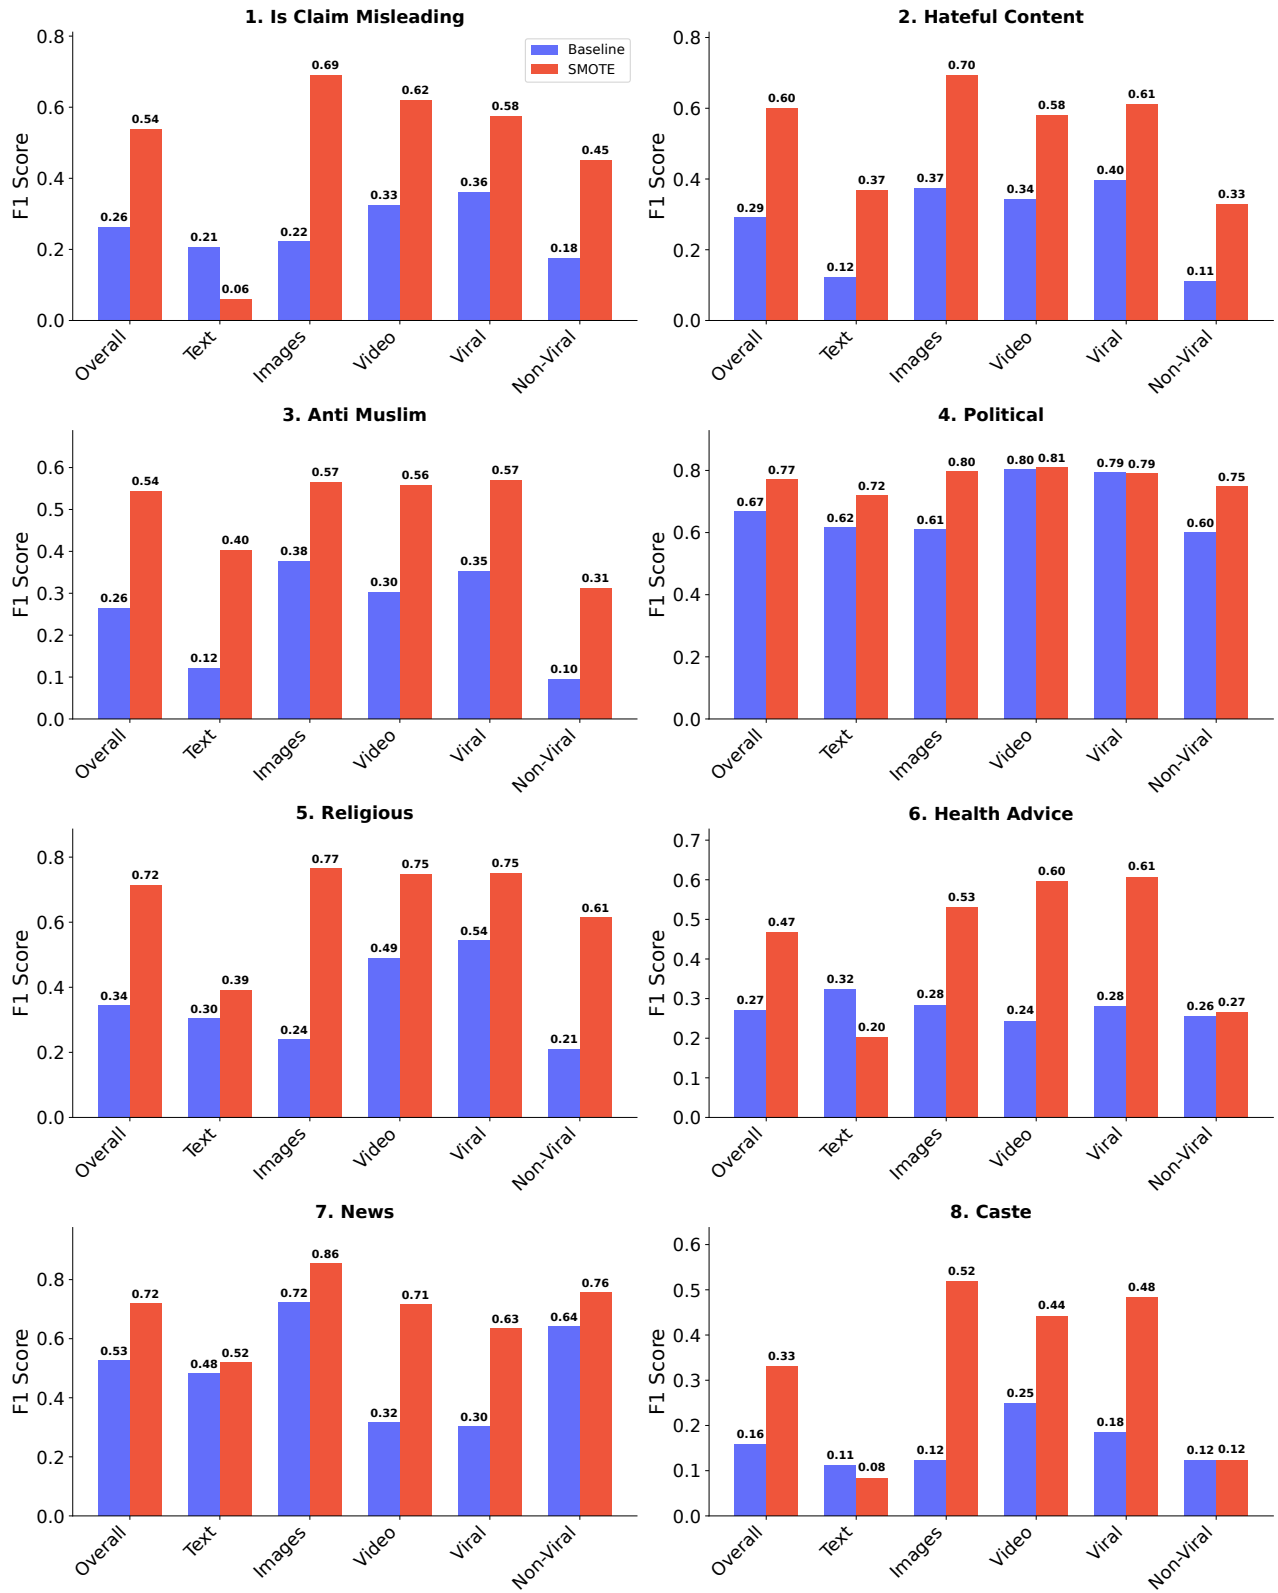 1. Is Claim Misleading
F1 Score
0.8
0.6
0.4
0.2
0.0
Baseline
SMOTE
0.26
0.54
0.21
0.06
0.22
0.69
0.33
0.62
0.36
0.58
0.18
0.45
Overall
Text
Images
Video
Viral
Non-Viral
2. Hateful Content
F1 Score
0.8
0.6
0.4
0.2
0.0
0.29
0.60
0.12
0.37
0.37
0.70
0.34
0.58
0.40
0.61
0.11
0.33
Overall
Text
Images
Video
Viral
Non-Viral
3. Anti Muslim
F1 Score
0.6
0.5
0.4
0.3
0.2
0.1
0.0
0.26
0.54
0.12
0.40
0.38
0.57
0.30
0.56
0.35
0.57
0.10
0.31
Overall
Text
Images
Video
Viral
Non-Viral
4. Political
F1 Score
0.8
0.6
0.4
0.2
0.0
0.67
0.77
0.62
0.72
0.61
0.80
0.80
0.81
0.79
0.79
0.60
0.75
Overall
Text
Images
Video
Viral
Non-Viral
5. Religious
F1 Score
0.8
0.6
0.4
0.2
0.0
0.34
0.72
0.30
0.39
0.24
0.77
0.49
0.75
0.54
0.75
0.21
0.61
Overall
Text
Images
Video
Viral
Non-Viral
6. Health Advice
F1 Score
0.7
0.6
0.5
0.4
0.3
0.2
0.1
0.0
0.27
0.47
0.32
0.20
0.28
0.53
0.24
0.60
0.28
0.61
0.26
0.27
Overall
Text
Images
Video
Viral
Non-Viral
7. News
F1 Score
0.8
0.6
0.4
0.2
0.0
0.53
0.72
0.48
0.52
0.72
0.86
0.32
0.71
0.30
0.63
0.64
0.76
Overall
Text
Images
Video
Viral
Non-Viral
8. Caste
F1 Score
0.6
0.5
0.4
0.3
0.2
0.1
0.0
0.16
0.33
0.11
0.08
0.12
0.52
0.25
0.44
0.18
0.48
0.12
0.12
Overall
Text
Images
Video
Viral
Non-Viral